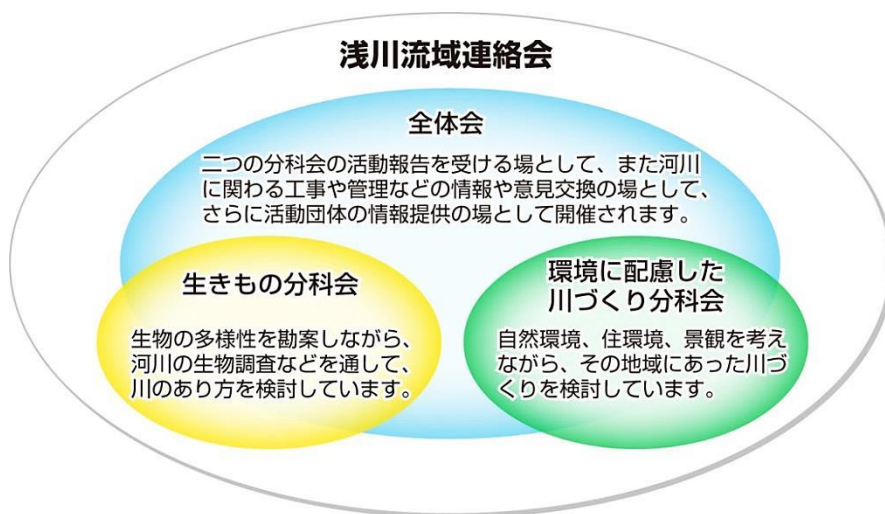 浅川流域連絡会
全体会
二つの分科会の活動報告を受ける場として、また河川
に関わる工事や管理などの情報や意見交換の場として、
さらに活動団体の情報提供の場として開催されます。
生きもの分科会
生物の多様性を勘案しながら、
河川の生物調査などを通して、
川のあり方を検討しています。
環境に配慮した
川づくり分科会
自然環境、住環境、景観を考え
ながら、その地域にあった川づ
くりを検討しています。